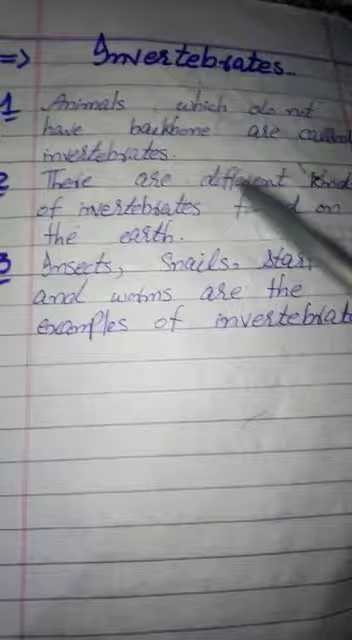 => Invertebrates
1 Animals which do not
have backbone are called
invertebrates.
2 There are different kind
of invertebrates on
the earth.
3 Insects, Snails,
and worms are the
examples of